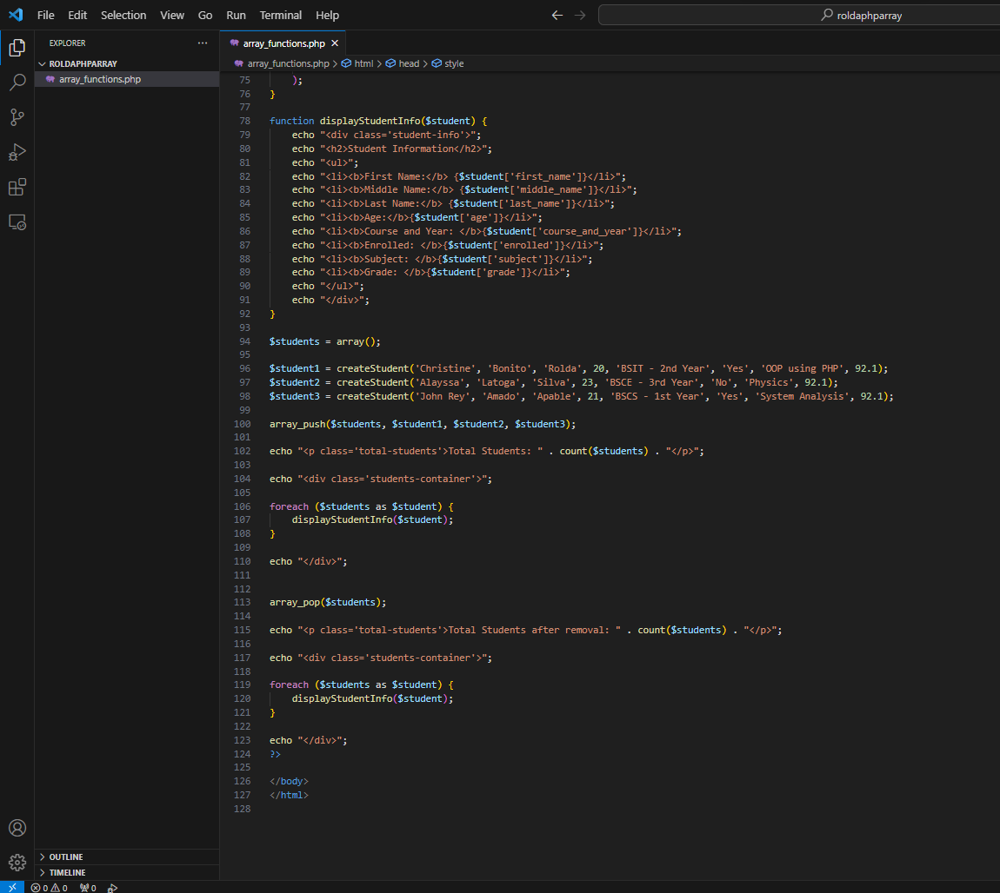 File Edit Selection View Go Run Terminal Help
roldaphparray
EXPLORER
ROLDAPHPARRAY
array_functions.php
array_functions.php
array_functions.php > html > head > style
75         );
76 }
77
78 function displayStudentInfo($student) {
79     echo "<div class='student-info'>";
80     echo "<h2>Student Information</h2>";
81     echo "<ul>";
82     echo "<li><b>First Name:</b> {$student['first_name']}</li>";
83     echo "<li><b>Middle Name:</b> {$student['middle_name']}</li>";
84     echo "<li><b>Last Name:</b> {$student['last_name']}</li>";
85     echo "<li><b>Age:</b>{$student['age']}</li>";
86     echo "<li><b>Course and Year: </b>{$student['course_and_year']}</li>";
87     echo "<li><b>Enrolled: </b>{$student['enrolled']}</li>";
88     echo "<li><b>Subject: </b>{$student['subject']}</li>";
89     echo "<li><b>Grade: </b>{$student['grade']}</li>";
90     echo "</ul>";
91     echo "</div>";
92 }
93
94 $students = array();
95
96 $student1 = createStudent('Christine', 'Bonito', 'Rolda', 20, 'BSIT - 2nd Year', 'Yes', 'OOP using PHP', 92.1);
97 $student2 = createStudent('Alayssa', 'Latoga', 'Silva', 23, 'BSCE - 3rd Year', 'No', 'Physics', 92.1);
98 $student3 = createStudent('John Rey', 'Amado', 'Apable', 21, 'BSCS - 1st Year', 'Yes', 'System Analysis', 92.1);
99
100 array_push($students, $student1, $student2, $student3);
101
102 echo "<p class='total-students'>Total Students: " . count($students) . "</p>";
103
104 echo "<div class='students-container'>";
105
106 foreach ($students as $student) {
107     displayStudentInfo($student);
108 }
109
110 echo "</div>";
111
112
113 array_pop($students);
114
115 echo "<p class='total-students'>Total Students after removal: " . count($students) . "</p>";
116
117 echo "<div class='students-container'>";
118
119 foreach ($students as $student) {
120     displayStudentInfo($student);
121 }
122
123 echo "</div>";
124 ?>
125
126 </body>
127 </html>
128
OUTLINE
TIMELINE
0 0 0